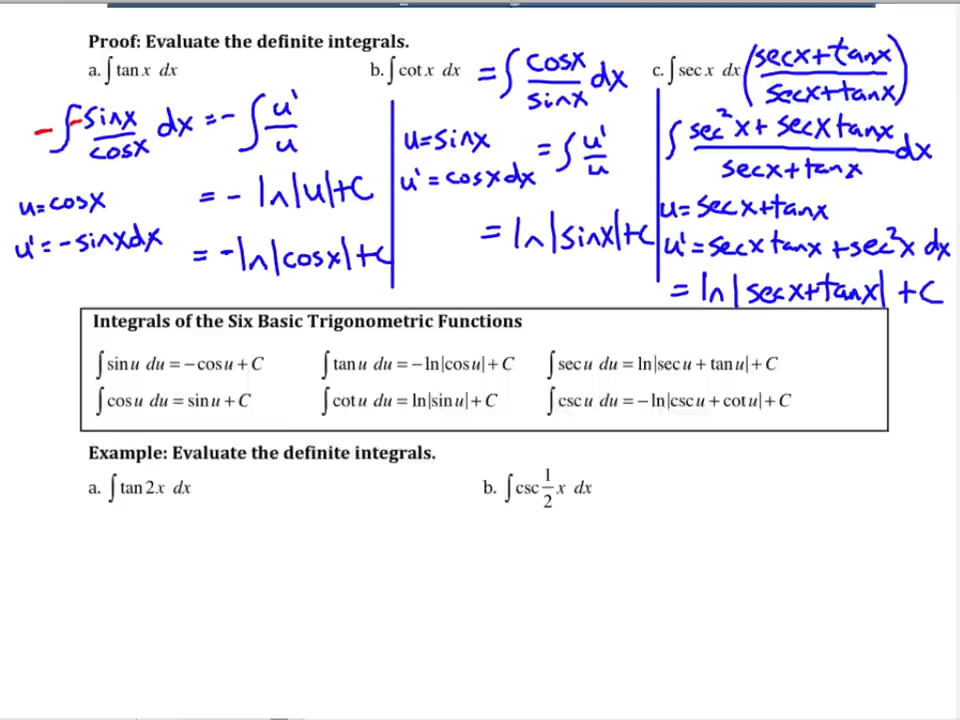 Proof: Evaluate the definite integrals.
a. ∫ tan x dx
-∫ -sinx/cosx dx = -∫ u'/u
u=cosx
= - ln|u|+C
u'=-sinxdx
= -ln|cosx|+C
b. ∫ cot x dx = ∫ cosx/sinx dx
u=sinx
= ∫ u'/u
u'=cosxdx
= ln|sinx|+C
c. ∫ sec x dx (secx+tanx/secx+tanx)
∫ sec²x + secxtanx/secx+tanx dx
u=secx+tanx
u'=secxtanx+sec²x dx
= ln|secx+tanx| +C
Integrals of the Six Basic Trigonometric Functions
∫ sin u du = −cos u + C
∫ tan u du = −ln|cos u| + C
∫ sec u du = ln|sec u + tan u| + C
∫ cos u du = sin u + C
∫ cot u du = ln|sin u| + C
∫ csc u du = −ln|csc u + cot u| + C
Example: Evaluate the definite integrals.
a. ∫ tan 2x dx
b. ∫ csc 1/2 x dx